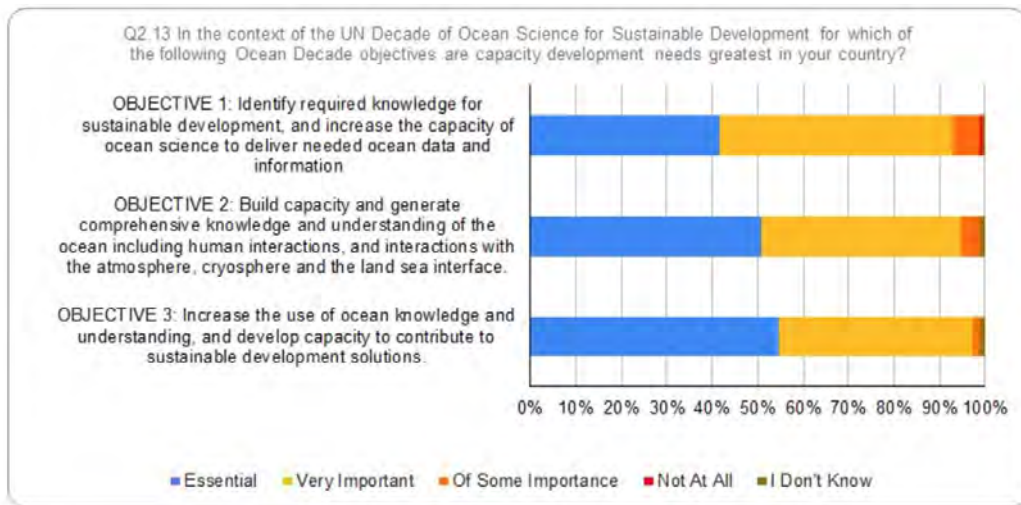 Q2.13 In the context of the UN Decade of Ocean Science for Sustainable Development for which of
the following Ocean Decade objectives are capacity development needs greatest in your country?
OBJECTIVE 1: Identify required knowledge for
sustainable development, and increase the capacity of
ocean science to deliver needed ocean data and
information
OBJECTIVE 2: Build capacity and generate
comprehensive knowledge and understanding of the
ocean including human interactions, and interactions with
the atmosphere, cryosphere and the land sea interface.
OBJECTIVE 3: Increase the use of ocean knowledge and
understanding, and develop capacity to contribute to
sustainable development solutions.
0% 10% 20% 30% 40% 50% 60% 70% 80% 90% 100%
Essential Very Important Of Some Importance Not At All I Don't Know